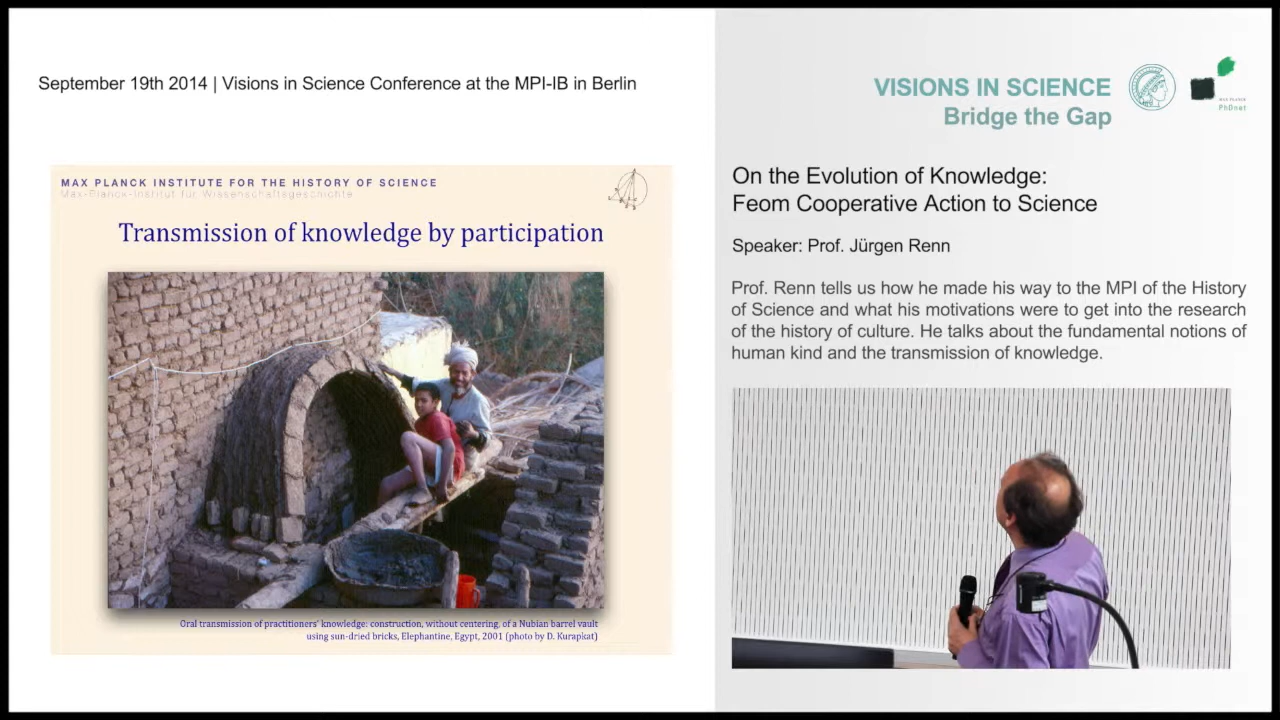 September 19th 2014 | Visions in Science Conference at the MPI-IB in Berlin
MAX PLANCK INSTITUTE FOR THE HISTORY OF SCIENCE
Max-Planck-Institut für Wissenschaftsgeschichte
Transmission of knowledge by participation
Oral transmission of practitioners' knowledge: construction, without centering, of a Nubian barrel vault
using sun-dried bricks, Elephantine, Egypt, 2001 (photo by D. Kurapkat)
VISIONS IN SCIENCE
Bridge the Gap
MAX PLANCK
PhDnet
On the Evolution of Knowledge:
Feom Cooperative Action to Science
Speaker: Prof. Jürgen Renn
Prof. Renn tells us how he made his way to the MPI of the History
of Science and what his motivations were to get into the research
of the history of culture. He talks about the fundamental notions of
human kind and the transmission of knowledge.